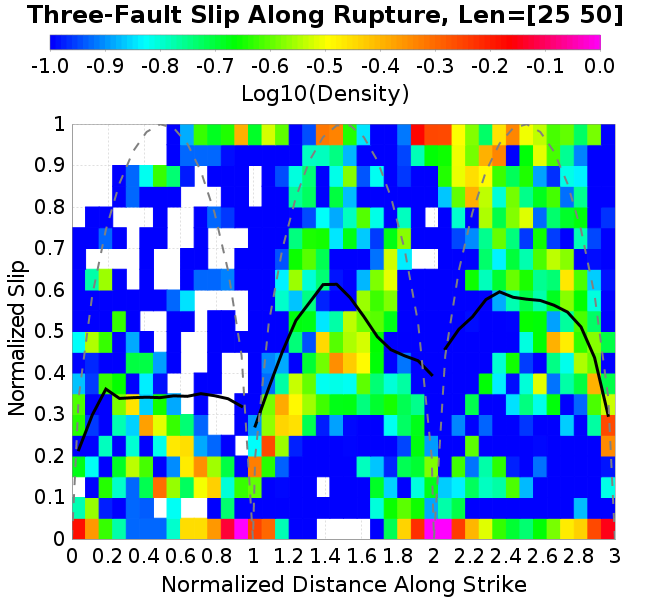 Three-Fault Slip Along Rupture, Len=[25 50]
-1.0 -0.9 -0.8 -0.7 -0.6 -0.5 -0.4 -0.3 -0.2 -0.1 0.0
Log10(Density)
1
0.9
0.8
0.7
0.6
0.5
0.4
0.3
0.2
0.1
0
Normalized Slip
0 0.2 0.4 0.6 0.8 1 1.2 1.4 1.6 1.8 2 2.2 2.4 2.6 2.8 3
Normalized Distance Along Strike